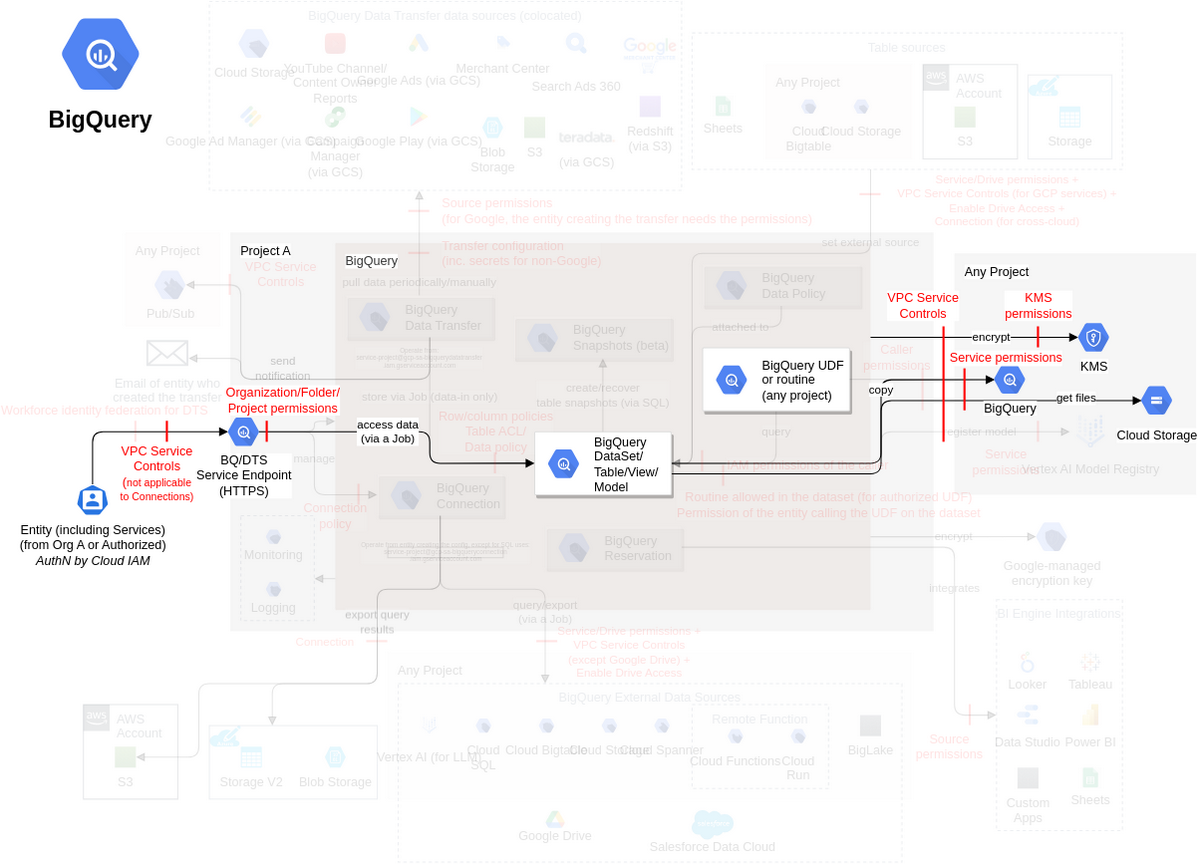 BigQuery
BigQuery Data Transfer data sources (colocated)
Cloud Storage
YouTube Channel/
Content Owner
Reports
Google Ads (via GCS)
Merchant Center
Search Ads 360
Google
Google Ad Manager (via GCS)
Campaign
Manager
(via GCS)
Google Play (via GCS)
Blob
Storage
S3
teradata.
(via GCS)
Redshift
(via S3)
Table sources
Sheets
Any Project
Cloud
Bigtable
Cloud Storage
aws
AWS
Account
S3
Storage
Source permissions
(for Google, the entity creating the transfer needs the permissions)
Transfer configuration
(inc. secrets for non-Google)
Service/Drive permissions +
VPC Service Controls (for GCP services) +
Enable Drive Access +
Connection (for cross-cloud)
set external source
Any Project
Pub/Sub
Project A
VPC Service
Controls
BigQuery
pull data periodically/manually
BigQuery
Data Transfer
BigQuery
Snapshots (beta)
BigQuery
Data Policy
attached to
send
notification
Email of entity who
created the transfer
Workforce identity federation for DTS
store via Job (data-in only)
create/recover
table snapshots (via SQL)
Row/column policies
Table ACL/
Data policy
BigQuery UDF
or routine
(any project)
Caller
permissions
query
Any Project
VPC Service
Controls
KMS
permissions
encrypt
KMS
Service permissions
copy
BigQuery
get files
Cloud Storage
register model
Service
permissions
Vertex AI Model Registry
Organization/Folder/
Project permissions
VPC Service
Controls
(not applicable
to Connections)
BQ/DTS
Service Endpoint
(HTTPS)
access data
(via a Job)
manage
BigQuery
DataSet/
Table/View/
Model
IAM permissions of the caller
Routine allowed in the dataset (for authorized UDF)
Permission of the entity calling the UDF on the dataset
Entity (including Services)
(from Org A or Authorized)
AuthN by Cloud IAM
Connection
policy
BigQuery
Connection
Monitoring
Logging
BigQuery
Reservation
encrypt
Google-managed
encryption key
integrates
export query
results
query/export
(via a Job)
Connection
Service/Drive permissions +
VPC Service Controls
(except Google Drive) +
Enable Drive Access
Any Project
BigQuery External Data Sources
Vertex AI (for LLM)
Cloud
SQL
Cloud Bigtable
Cloud Storage
Cloud Spanner
Remote Function
Cloud Functions
Cloud
Run
BigLake
Google Drive
Salesforce Data Cloud
aws
AWS
Account
S3
Storage V2
Blob Storage
BI Engine Integrations
Looker
Tableau
Data Studio
Power BI
Source
permissions
Custom
Apps
Sheets